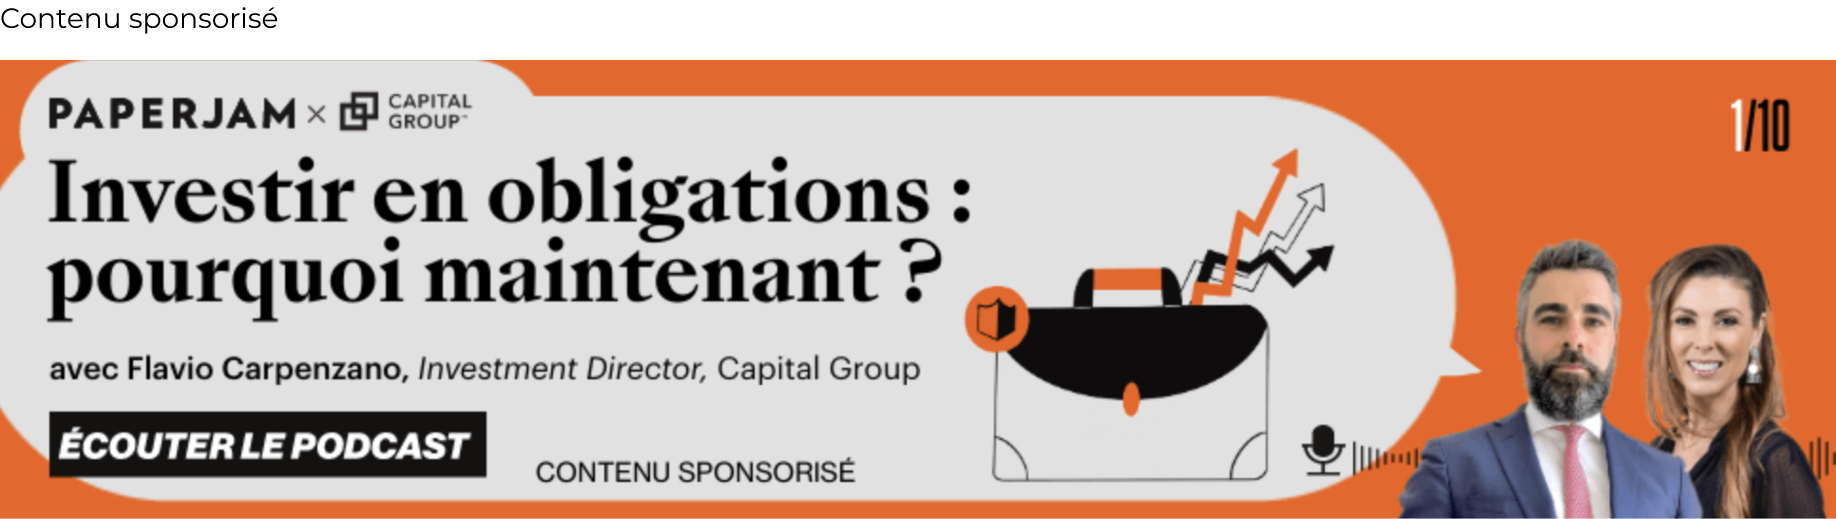 Contenu sponsorisé
PAPERJAM × CAPITAL GROUP™
1/10
Investir en obligations :
pourquoi maintenant ?
avec Flavio Carpenzano, Investment Director, Capital Group
ÉCOUTER LE PODCAST
CONTENU SPONSORISÉ